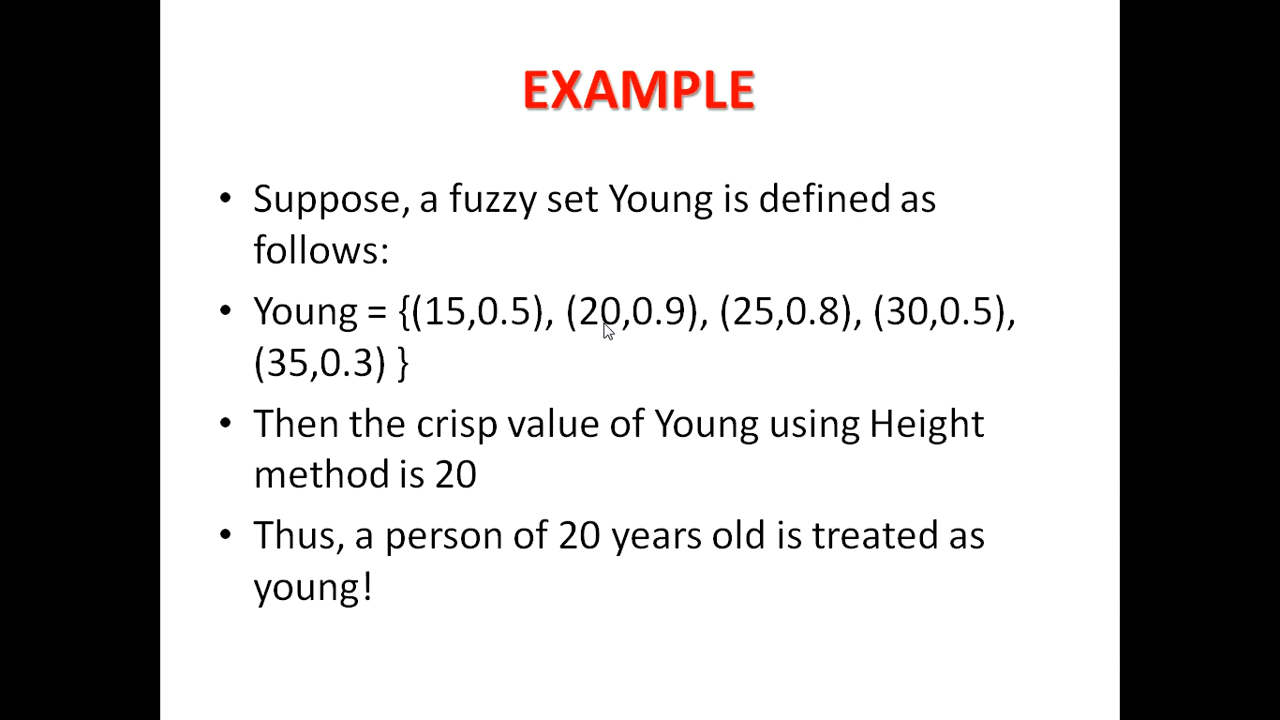 EXAMPLE
• Suppose, a fuzzy set Young is defined as
follows:
• Young = {(15,0.5), (20,0.9), (25,0.8), (30,0.5),
(35,0.3) }
• Then the crisp value of Young using Height
method is 20
• Thus, a person of 20 years old is treated as
young!